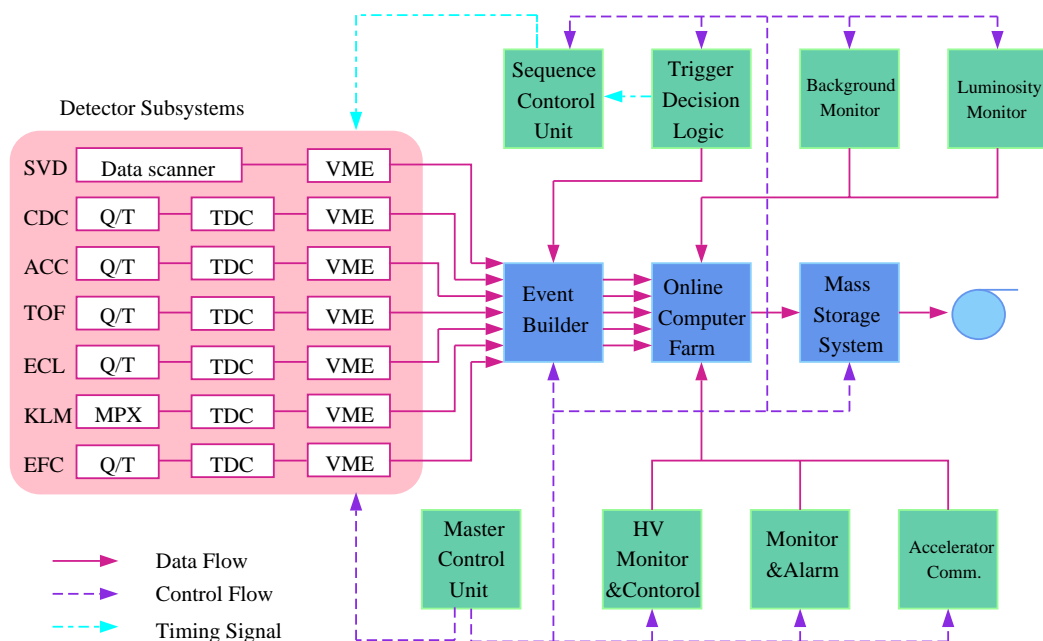 Sequence
Contorol
Unit
Trigger
Decision
Logic
Background
Monitor
Luminosity
Monitor
Detector Subsystems
SVD Data scanner VME
CDC Q/T TDC VME
ACC Q/T TDC VME
TOF Q/T TDC VME
ECL Q/T TDC VME
KLM MPX TDC VME
EFC Q/T TDC VME
Event
Builder
Online
Computer
Farm
Mass
Storage
System
Master
Control
Unit
HV
Monitor
&Contorol
Monitor
&Alarm
Accelerator
Comm.
Data Flow
Control Flow
Timing Signal